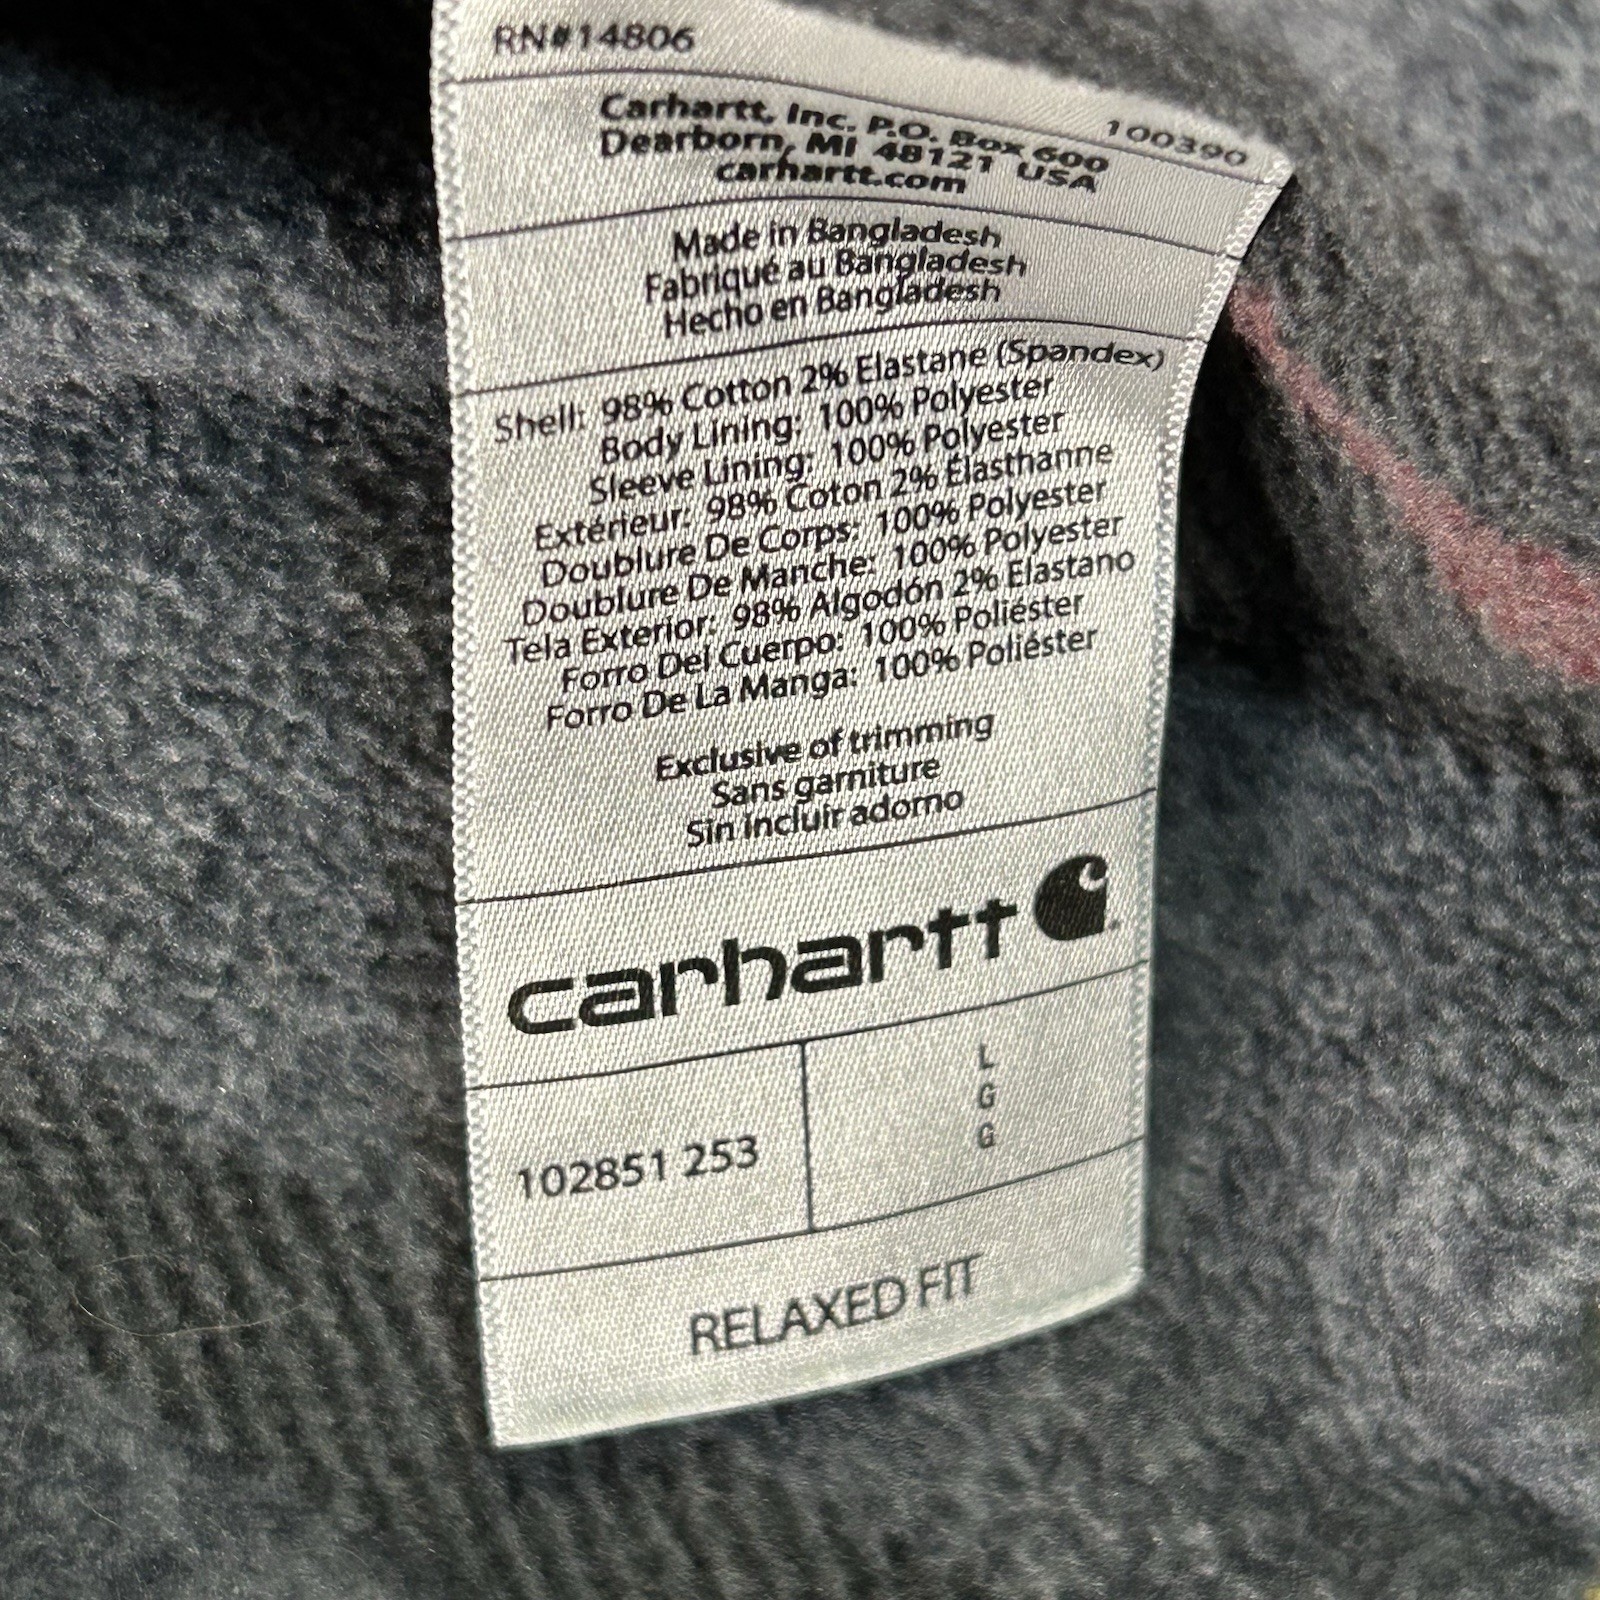 RN#14806
100390
Carhartt, Inc. P.O. Box 600
Dearborn, MI 48121 USA
carhartt.com
Made in Bangladesh
Fabriqué au Bangladesh
Hecho en Bangladesh
Shell: 98% Cotton 2% Elastane (Spandex)
Body Lining: 100% Polyester
Sleeve Lining: 100% Polyester
Extérieur: 98% Coton 2% Élasthanne
Doublure De Corps: 100% Polyester
Doublure De Manche: 100% Polyester
Tela Exterior: 98% Algodón 2% Elastano
Forro Del Cuerpo: 100% Poliéster
Forro De La Manga: 100% Poliéster
Exclusive of trimming
Sans garniture
Sin incluir adorno
carhartt
102851 253
L
G
G
RELAXED FIT